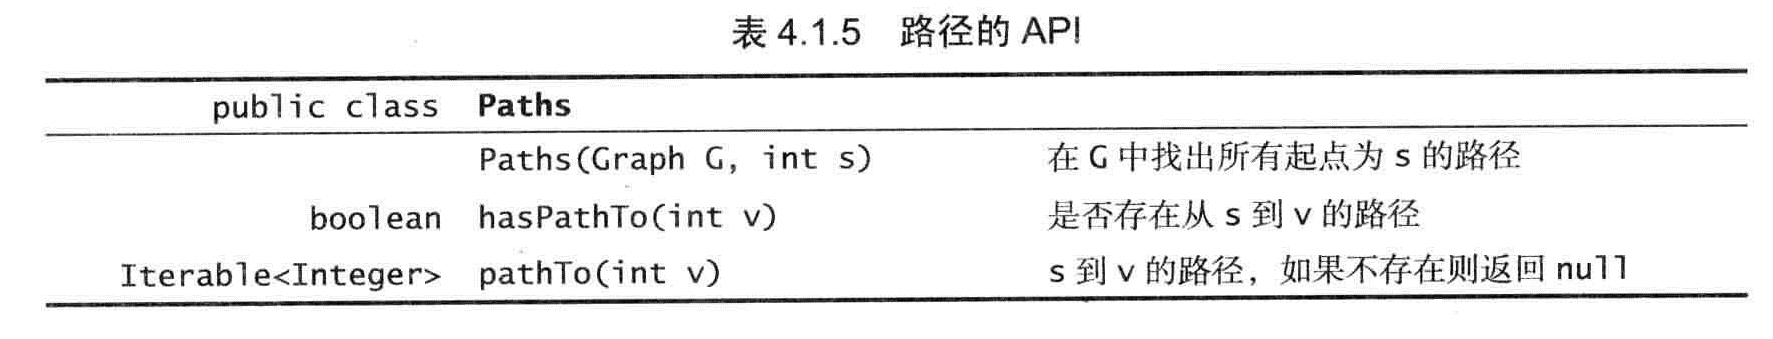 表 4.1.5 路径的 API
public class Paths
Paths(Graph G, int s) 在 G 中找出所有起点为 s 的路径
boolean hasPathTo(int v) 是否存在从 s 到 v 的路径
Iterable<Integer> pathTo(int v) s 到 v 的路径，如果不存在则返回 null